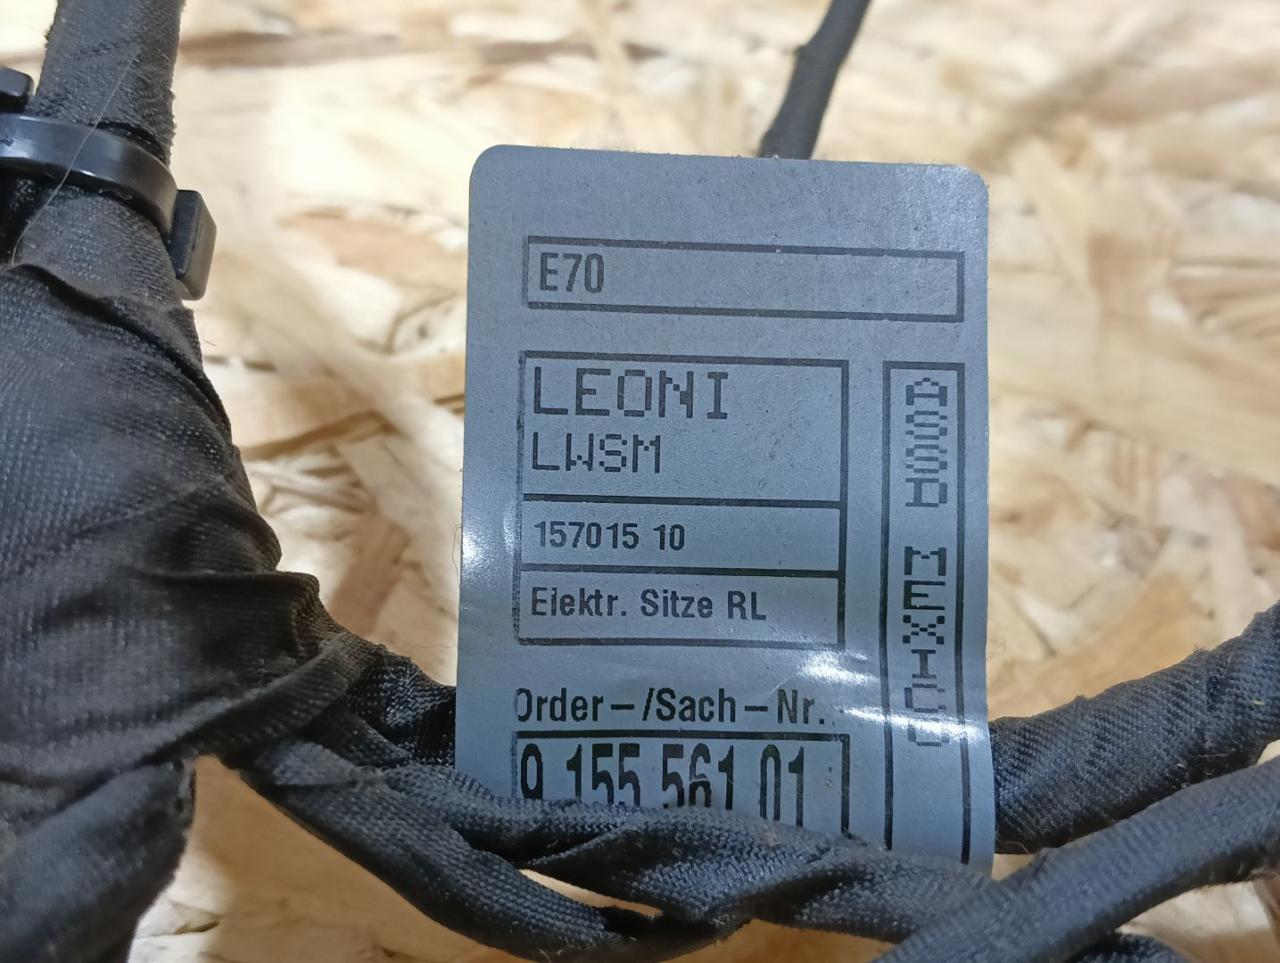 E70
LEONI
LWSM
157015 10
Elektr. Sitze RL
Order-/Sach-Nr.
9 155 561 01
ASSD MEXICO